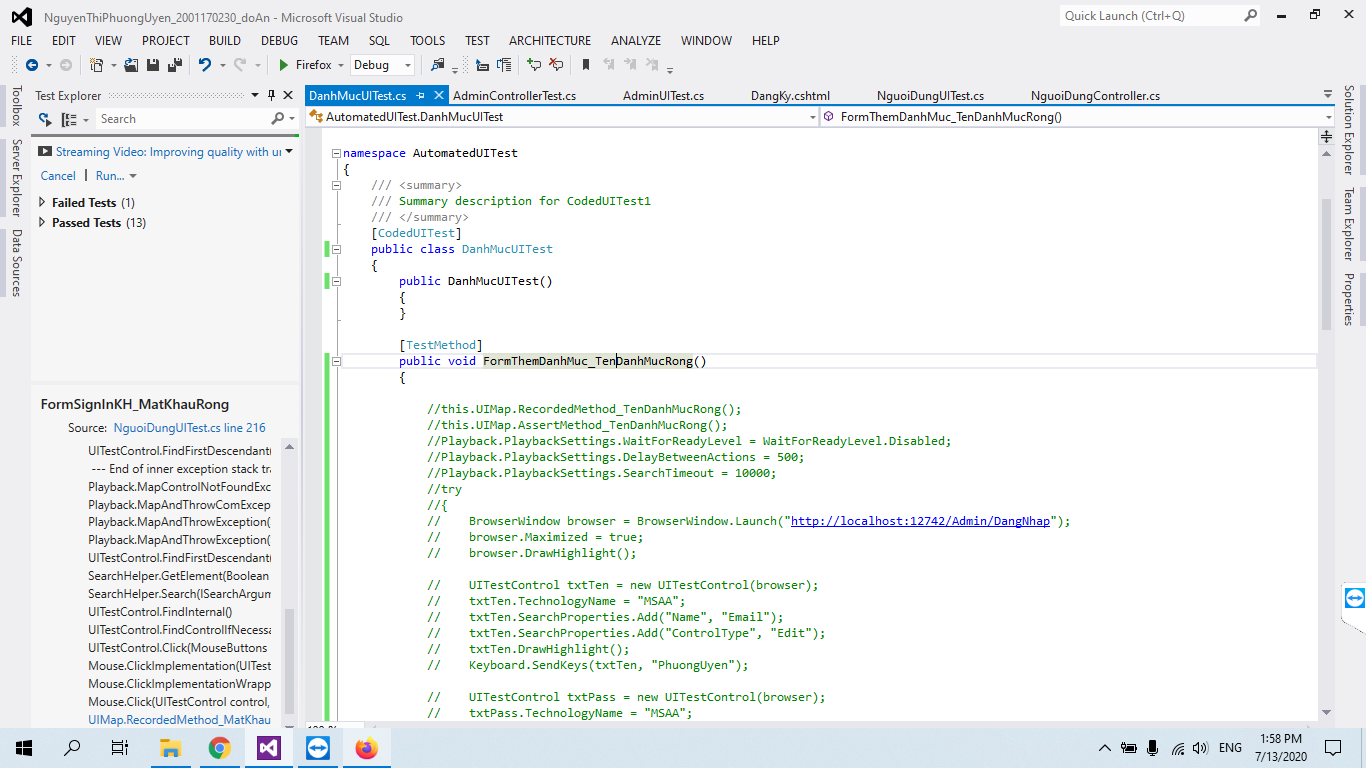 NguyenThiPhuongUyen_2001170230_doAn - Microsoft Visual Studio
Quick Launch (Ctrl+Q)
FILE EDIT VIEW PROJECT BUILD DEBUG TEAM SQL TOOLS TEST ARCHITECTURE ANALYZE WINDOW HELP
Firefox Debug
Toolbox
Server Explorer
Data Sources
Test Explorer
Search
Streaming Video: Improving quality with
Cancel | Run...
Failed Tests (1)
Passed Tests (13)
FormSignInKH_MatKhauRong
Source: NguoiDungUITest.cs line 216
UITestControl.FindFirstDescendant(
--- End of inner exception stack tra
Playback.MapControlNotFoundExc
Playback.MapAndThrowComExcep
Playback.MapAndThrowException(
Playback.MapAndThrowException(
UITestControl.FindFirstDescendant(
SearchHelper.GetElement(Boolean
SearchHelper.Search(ISearchArgum
UITestControl.FindInternal()
UITestControl.FindControlIfNecessa
UITestControl.Click(MouseButtons
Mouse.ClickImplementation(UITest
Mouse.ClickImplementationWrapp
Mouse.Click(UITestControl control,
UIMap.RecordedMethod_MatKhau
DanhMucUITest.cs AdminControllerTest.cs AdminUITest.cs DangKy.cshtml NguoiDungUITest.cs NguoiDungController.cs
AutomatedUITest.DanhMucUITest FormThemDanhMuc_TenDanhMucRong()
namespace AutomatedUITest
{
/// <summary>
/// Summary description for CodedUITest1
/// </summary>
[CodedUITest]
public class DanhMucUITest
{
public DanhMucUITest()
{
}
[TestMethod]
public void FormThemDanhMuc_TenDanhMucRong()
{
//this.UIMap.RecordedMethod_TenDanhMucRong();
//this.UIMap.AssertMethod_TenDanhMucRong();
//Playback.PlaybackSettings.WaitForReadyLevel = WaitForReadyLevel.Disabled;
//Playback.PlaybackSettings.DelayBetweenActions = 500;
//Playback.PlaybackSettings.SearchTimeout = 10000;
//try
//{
// BrowserWindow browser = BrowserWindow.Launch("http://localhost:12742/Admin/DangNhap");
// browser.Maximized = true;
// browser.DrawHighlight();
// UITestControl txtTen = new UITestControl(browser);
// txtTen.TechnologyName = "MSAA";
// txtTen.SearchProperties.Add("Name", "Email");
// txtTen.SearchProperties.Add("ControlType", "Edit");
// txtTen.DrawHighlight();
// Keyboard.SendKeys(txtTen, "PhuongUyen");
// UITestControl txtPass = new UITestControl(browser);
// txtPass.TechnologyName = "MSAA";
Solution Explorer
Team Explorer
Properties
ENG
1:58 PM
7/13/2020